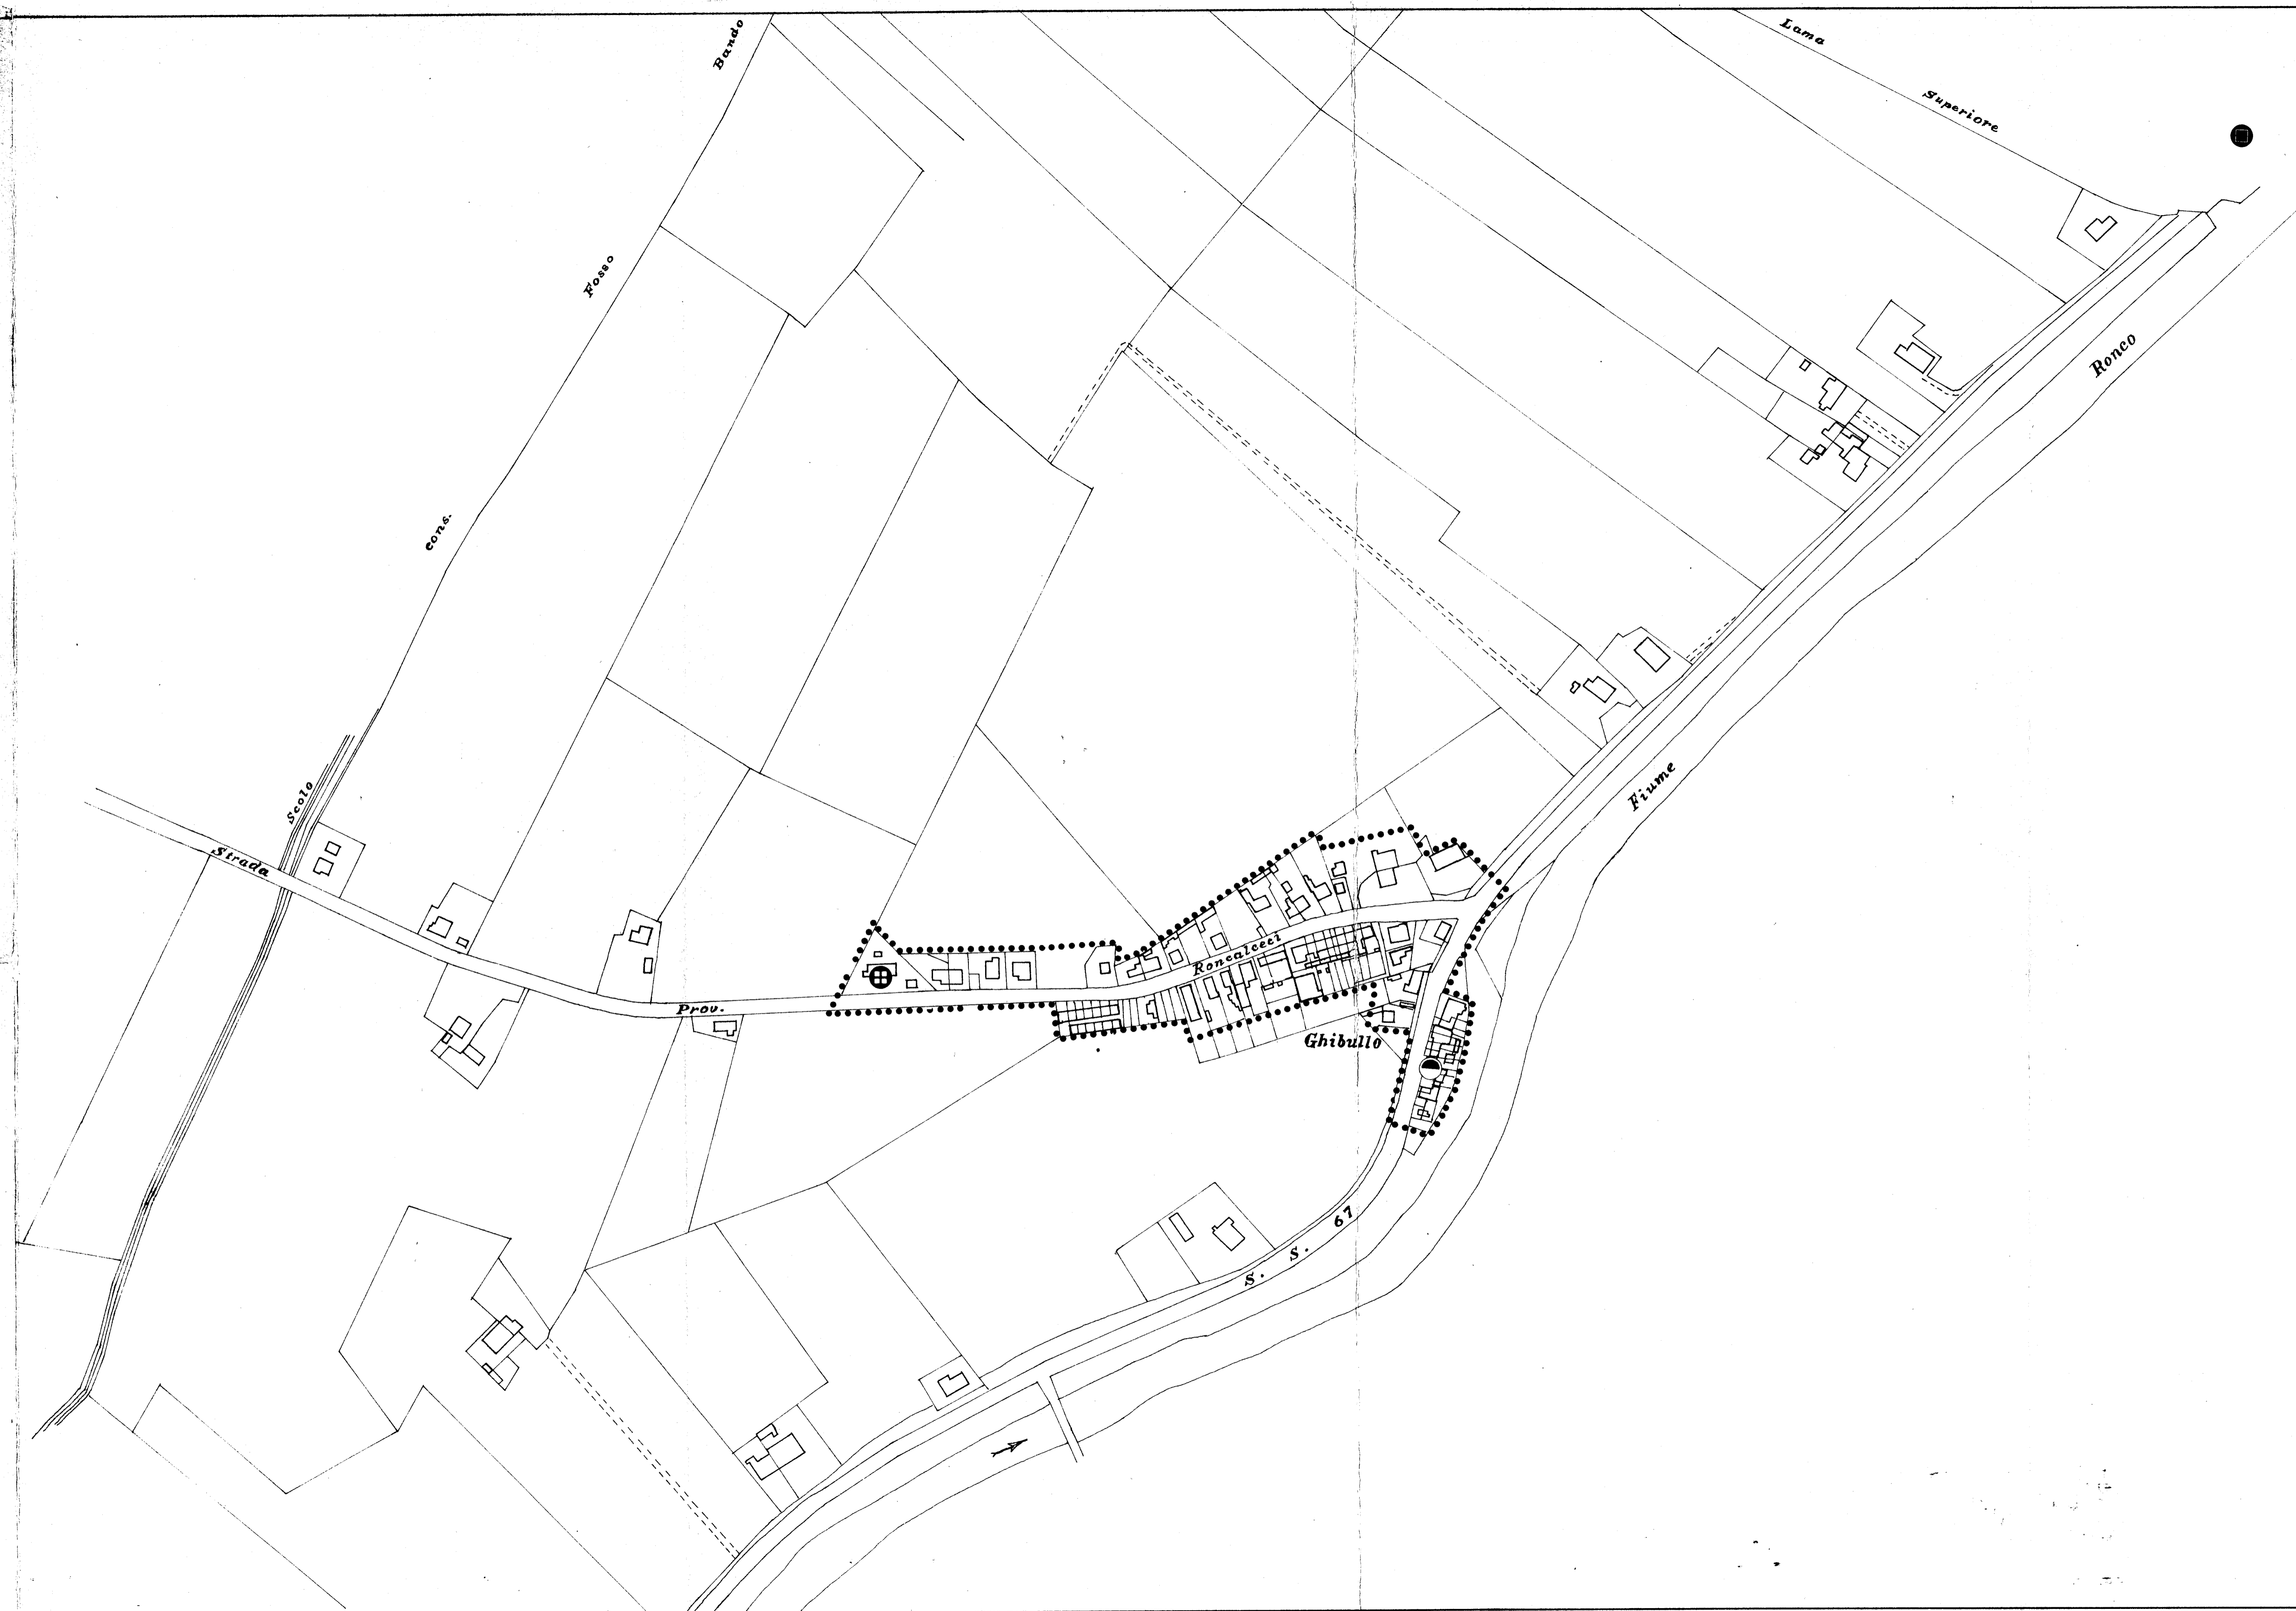 Lama Superiore
Scolo cons. Fosso Bando
Fiume Ronco
Strada Prov. Roncalceci
Ghibullo
S. S. 67